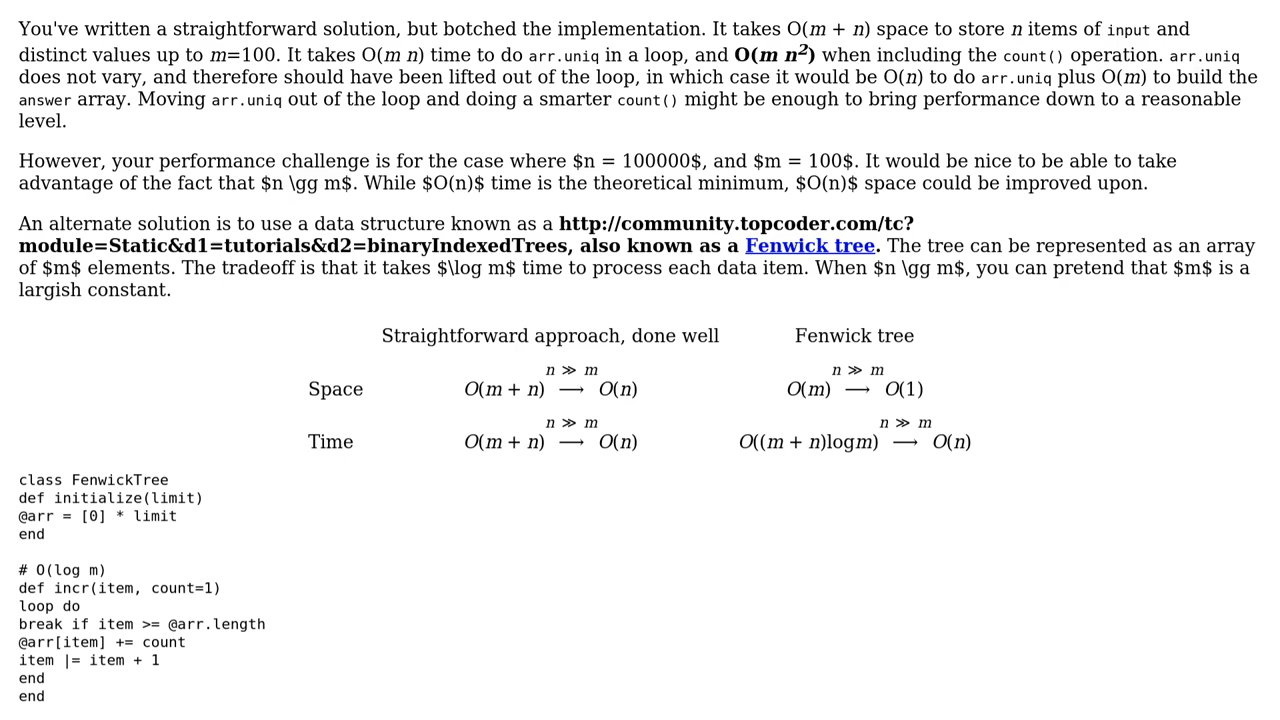 You've written a straightforward solution, but botched the implementation. It takes O(m + n) space to store n items of input and
distinct values up to m=100. It takes O(m n) time to do arr.uniq in a loop, and O(m n²) when including the count() operation. arr.uniq
does not vary, and therefore should have been lifted out of the loop, in which case it would be O(n) to do arr.uniq plus O(m) to build the
answer array. Moving arr.uniq out of the loop and doing a smarter count() might be enough to bring performance down to a reasonable
level.
However, your performance challenge is for the case where $n = 100000$, and $m = 100$. It would be nice to be able to take
advantage of the fact that $n \gg m$. While $O(n)$ time is the theoretical minimum, $O(n)$ space could be improved upon.
An alternate solution is to use a data structure known as a http://community.topcoder.com/tc?
module=Static&d1=tutorials&d2=binaryIndexedTrees, also known as a Fenwick tree. The tree can be represented as an array
of $m$ elements. The tradeoff is that it takes $\log m$ time to process each data item. When $n \gg m$, you can pretend that $m$ is a
largish constant.
Straightforward approach, done well Fenwick tree
n ≫ m n ≫ m
Space O(m + n) ⟶ O(n) O(m) ⟶ O(1)
n ≫ m n ≫ m
Time O(m + n) ⟶ O(n) O((m + n)logm) ⟶ O(n)
class FenwickTree
def initialize(limit)
@arr = [0] * limit
end
# O(log m)
def incr(item, count=1)
loop do
break if item >= @arr.length
@arr[item] += count
item |= item + 1
end
end